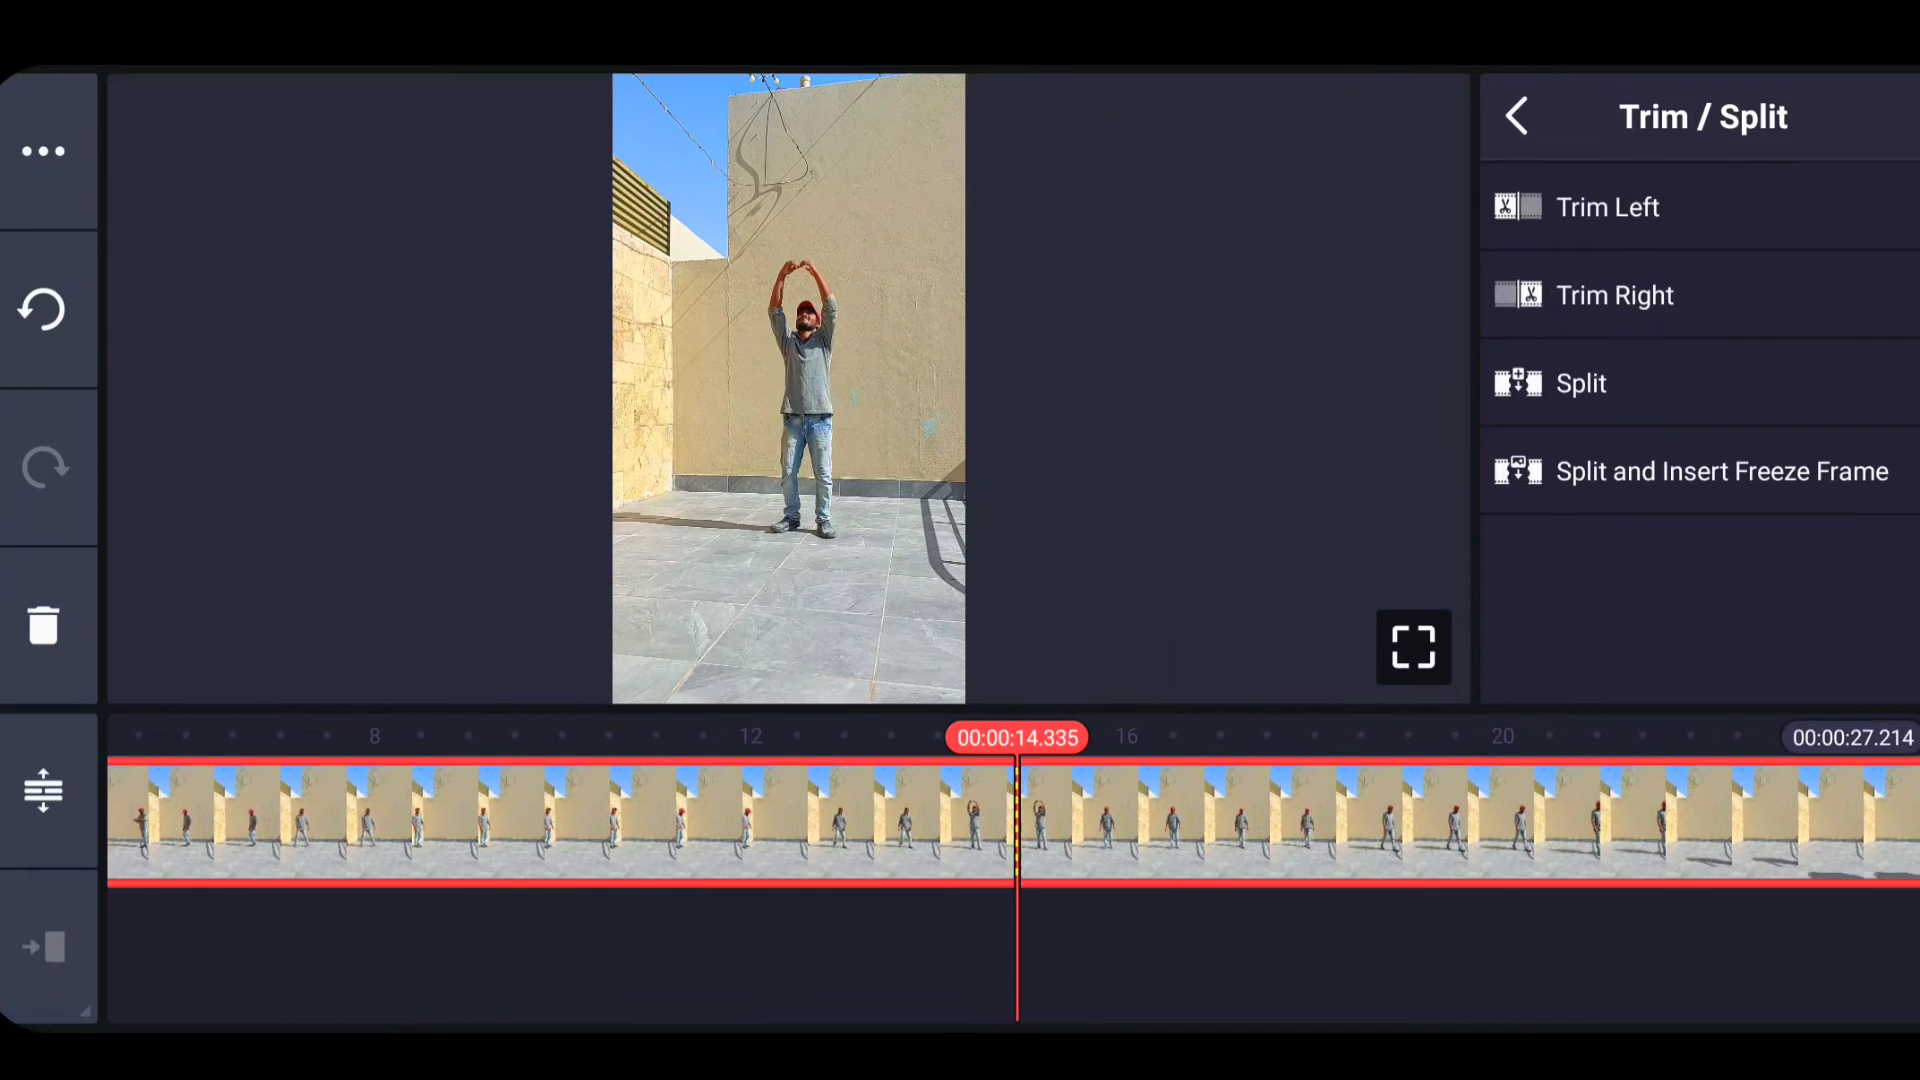 Trim / Split
Trim Left
Trim Right
Split
Split and Insert Freeze Frame
8 12 00:00:14.335 16 20 00:00:27.214